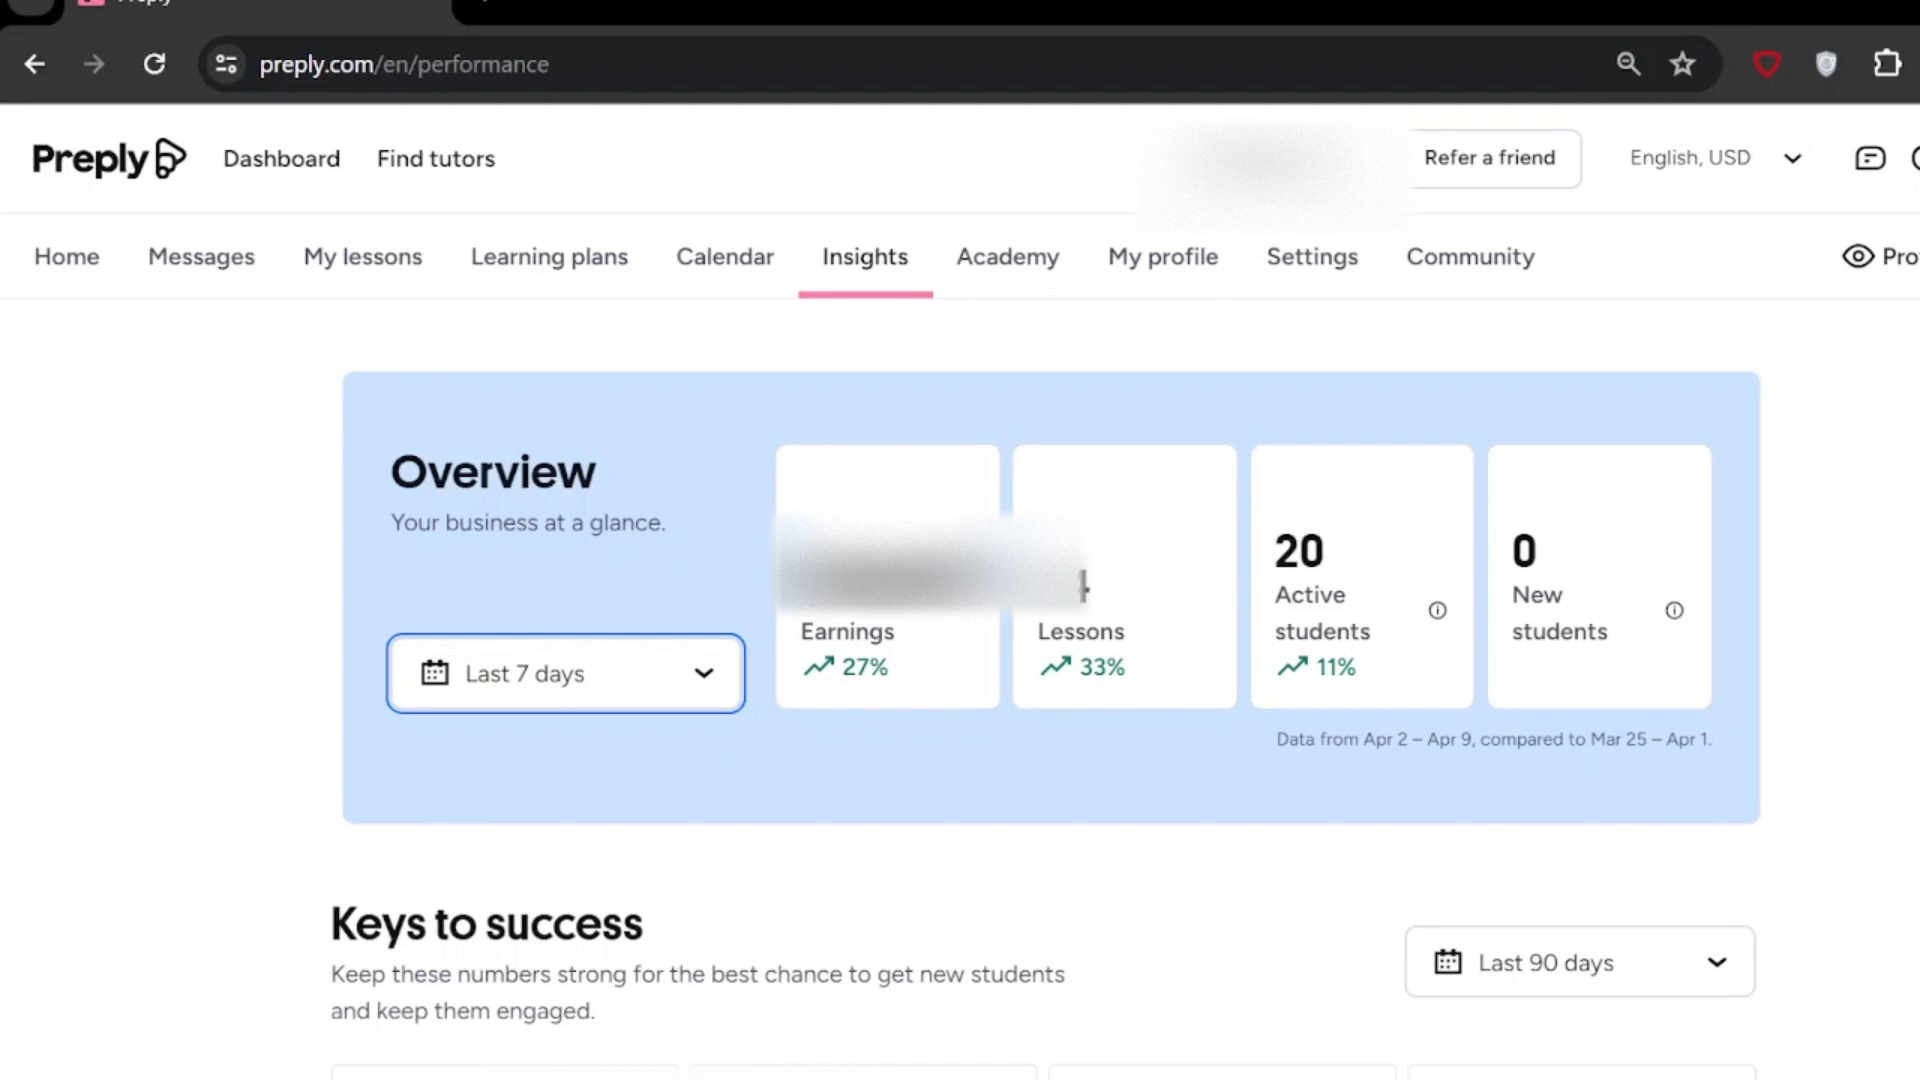 preply.com/en/performance
Preply Dashboard Find tutors Refer a friend English, USD
Home Messages My lessons Learning plans Calendar Insights Academy My profile Settings Community
Overview
Your business at a glance.
Last 7 days
Earnings
27%
Lessons
33%
20
Active
students
11%
0
New
students
Data from Apr 2 – Apr 9, compared to Mar 25 – Apr 1.
Keys to success
Keep these numbers strong for the best chance to get new students
and keep them engaged.
Last 90 days